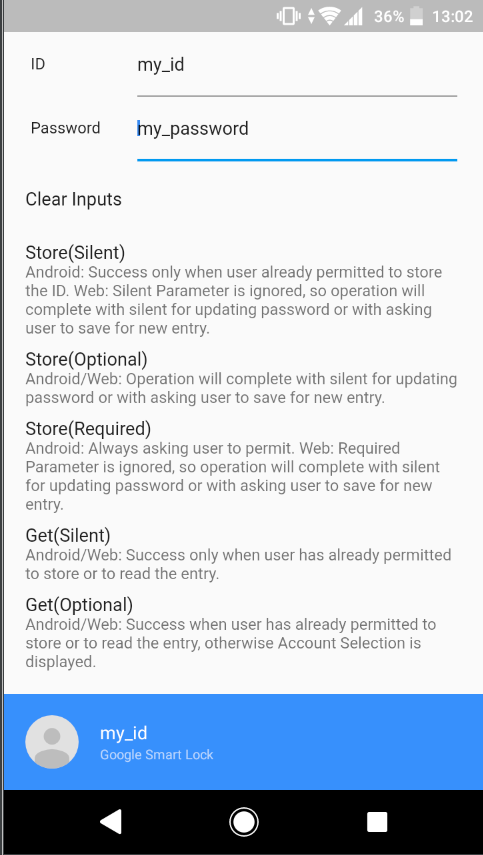 36% 13:02
ID my_id
Password my_password
Clear Inputs
Store(Silent)
Android: Success only when user already permitted to store
the ID. Web: Silent Parameter is ignored, so operation will
complete with silent for updating password or with asking
user to save for new entry.
Store(Optional)
Android/Web: Operation will complete with silent for updating
password or with asking user to save for new entry.
Store(Required)
Android: Always asking user to permit. Web: Required
Parameter is ignored, so operation will complete with silent
for updating password or with asking user to save for new
entry.
Get(Silent)
Android/Web: Success only when user has already permitted
to store or to read the entry.
Get(Optional)
Android/Web: Success when user has already permitted to
store or to read the entry, otherwise Account Selection is
displayed.
my_id
Google Smart Lock